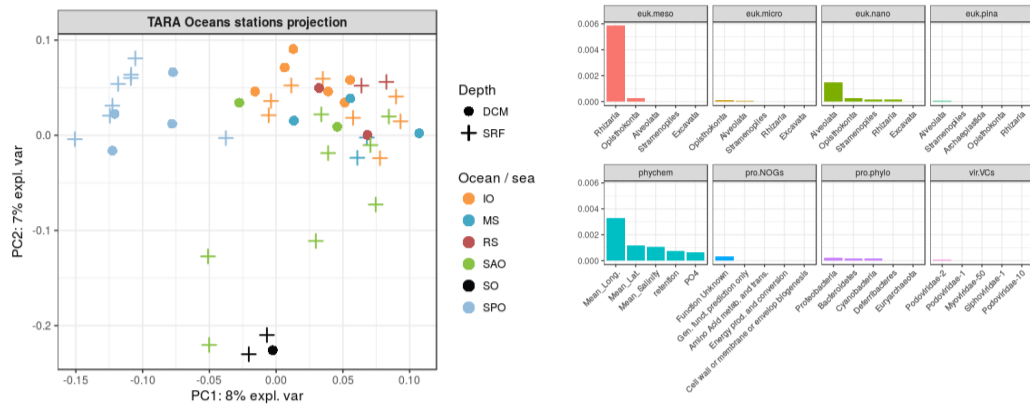 TARA Oceans stations projection
0.1
0.0
-0.1
-0.2
PC2: 7% expl. var
-0.15
-0.10
-0.05
0.00
0.05
0.10
PC1: 8% expl. var
Depth
DCM
SRF
Ocean / sea
IO
MS
RS
SAO
SO
SPO
euk.meso
euk.micro
euk.nano
euk.pina
0.006
0.004
0.002
0.000
Rhizaria
Opisthokonta
Alveolata
Stramenopiles
Excavata
Opisthokonta
Alveolata
Stramenopiles
Rhizaria
Excavata
Alveolata
Opisthokonta
Stramenopiles
Rhizaria
Excavata
Alveolata
Stramenopiles
Archaeplastida
Opisthokonta
Rhizaria
phychem
pro.NOGs
pro.phylo
vir.VCs
0.006
0.004
0.002
0.000
Mean_Long.
Mean_Lat.
Mean_Salinity
retention
PO4
Function Unknown
Gen. funct. prediction only
Amino Acid metab. and trans.
Energy prod. and conversion
Cell wall or membrane or envelop biogenesis
Proteobacteria
Bacteroidetes
Cyanobacteria
Deferribacteres
Euryarchaeota
Podoviridae-2
Podoviridae-1
Myoviridae-50
Siphoviridae-1
Podoviridae-10